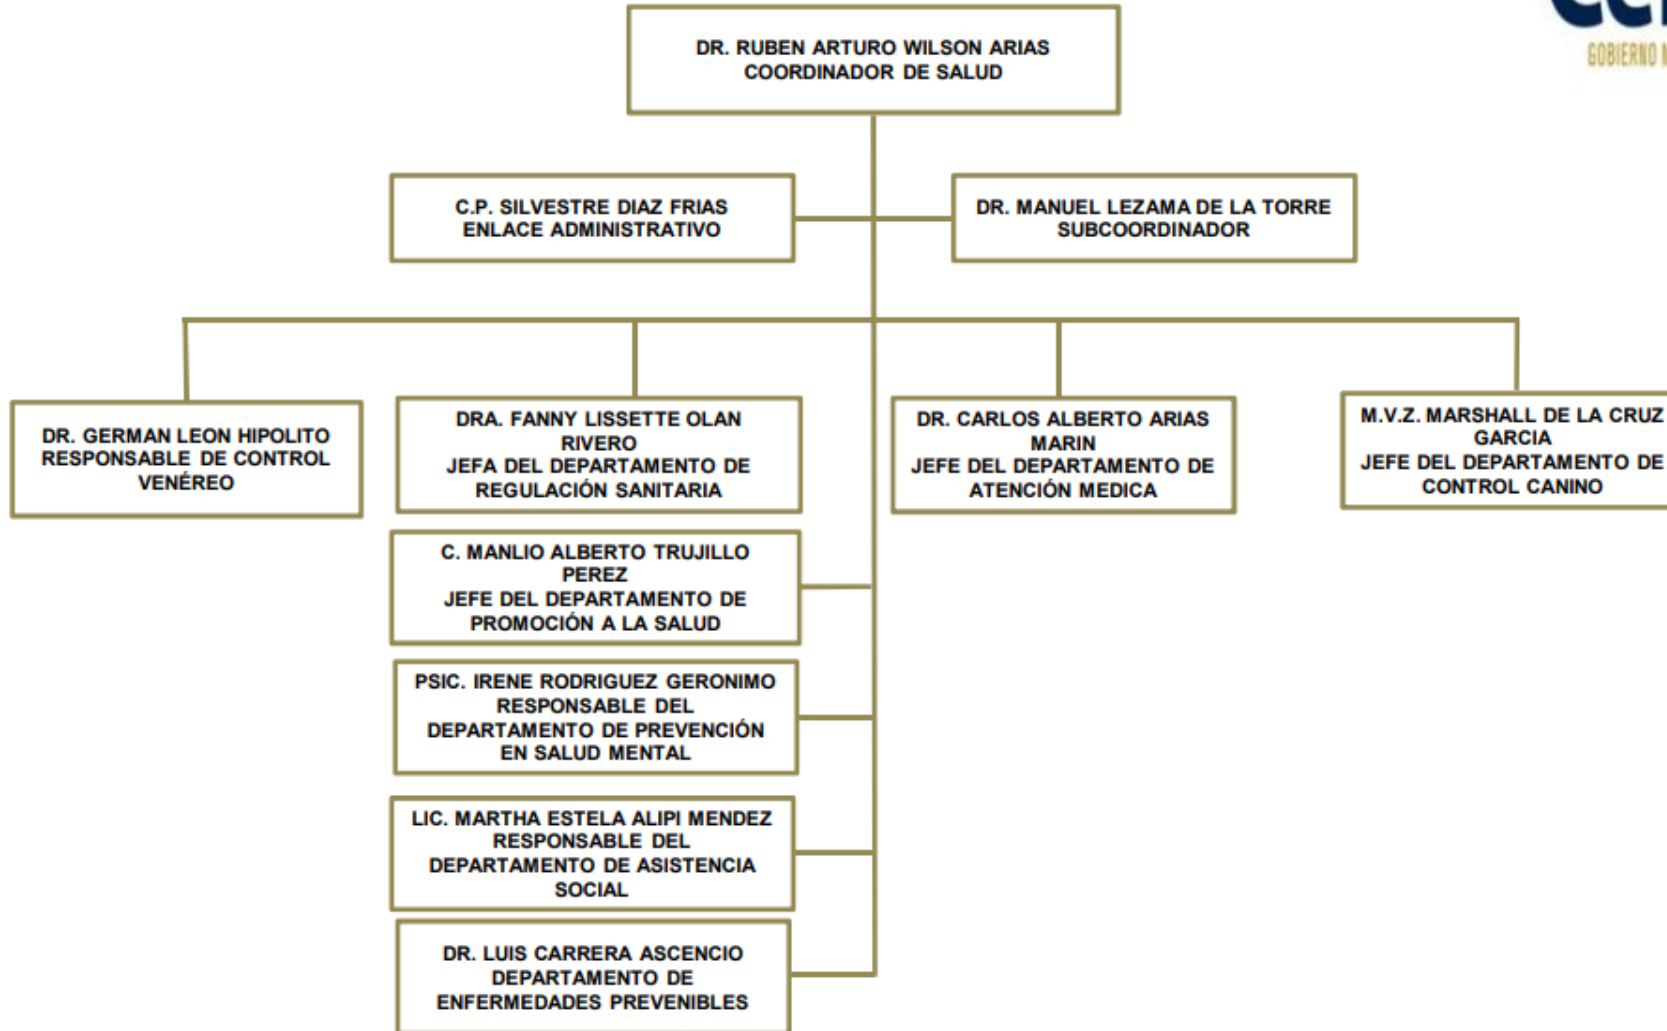 DR. RUBEN ARTURO WILSON ARIAS
COORDINADOR DE SALUD
GOBIERNO
C.P. SILVESTRE DIAZ FRIAS
ENLACE ADMINISTRATIVO
DR. MANUEL LEZAMA DE LA TORRE
SUBCOORDINADOR
DR. GERMAN LEON HIPOLITO
RESPONSABLE DE CONTROL
VENÉREO
DRA. FANNY LISSETTE OLAN
RIVERO
JEFA DEL DEPARTAMENTO DE
REGULACIÓN SANITARIA
DR. CARLOS ALBERTO ARIAS
MARIN
JEFE DEL DEPARTAMENTO DE
ATENCIÓN MEDICA
M.V.Z. MARSHALL DE LA CRUZ
GARCIA
JEFE DEL DEPARTAMENTO DE
CONTROL CANINO
C. MANLIO ALBERTO TRUJILLO
PEREZ
JEFE DEL DEPARTAMENTO DE
PROMOCIÓN A LA SALUD
PSIC. IRENE RODRIGUEZ GERONIMO
RESPONSABLE DEL
DEPARTAMENTO DE PREVENCIÓN
EN SALUD MENTAL
LIC. MARTHA ESTELA ALIPI MENDEZ
RESPONSABLE DEL
DEPARTAMENTO DE ASISTENCIA
SOCIAL
DR. LUIS CARRERA ASCENCIO
DEPARTAMENTO DE
ENFERMEDADES PREVENIBLES